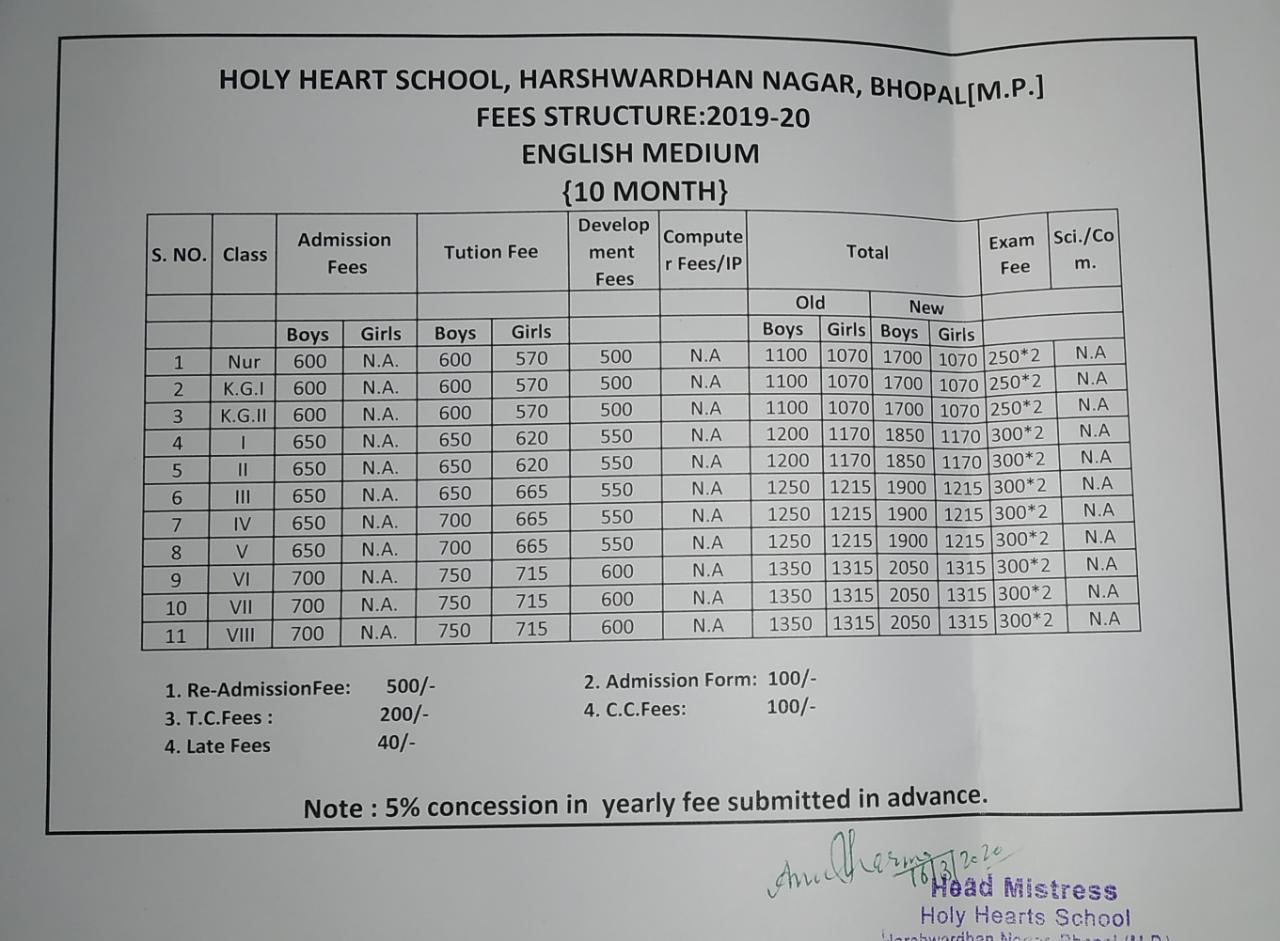 HOLY HEART SCHOOL, HARSHWARDHAN NAGAR, BHOPAL[M.P.]
FEES STRUCTURE:2019-20
ENGLISH MEDIUM
{10 MONTH}
S. NO. Class Admission Fees Tution Fee Develop ment Fees Compute r Fees/IP Total Exam Fee Sci./Co m.
Old New
Boys Girls Boys Girls Boys Girls Boys Girls
1 Nur 600 N.A. 600 570 500 N.A 1100 1070 1700 1070 250*2 N.A
2 K.G.I 600 N.A. 600 570 500 N.A 1100 1070 1700 1070 250*2 N.A
3 K.G.II 600 N.A. 600 570 500 N.A 1100 1070 1700 1070 250*2 N.A
4 I 650 N.A. 650 620 550 N.A 1200 1170 1850 1170 300*2 N.A
5 II 650 N.A. 650 620 550 N.A 1200 1170 1850 1170 300*2 N.A
6 III 650 N.A. 650 665 550 N.A 1250 1215 1900 1215 300*2 N.A
7 IV 650 N.A. 700 665 550 N.A 1250 1215 1900 1215 300*2 N.A
8 V 650 N.A. 700 665 550 N.A 1250 1215 1900 1215 300*2 N.A
9 VI 700 N.A. 750 715 600 N.A 1350 1315 2050 1315 300*2 N.A
10 VII 700 N.A. 750 715 600 N.A 1350 1315 2050 1315 300*2 N.A
11 VIII 700 N.A. 750 715 600 N.A 1350 1315 2050 1315 300*2 N.A
1. Re-AdmissionFee: 500/- 2. Admission Form: 100/-
3. T.C.Fees : 200/- 4. C.C.Fees: 100/-
4. Late Fees 40/-
Note : 5% concession in yearly fee submitted in advance.
16/3/2020
Head Mistress
Holy Hearts School